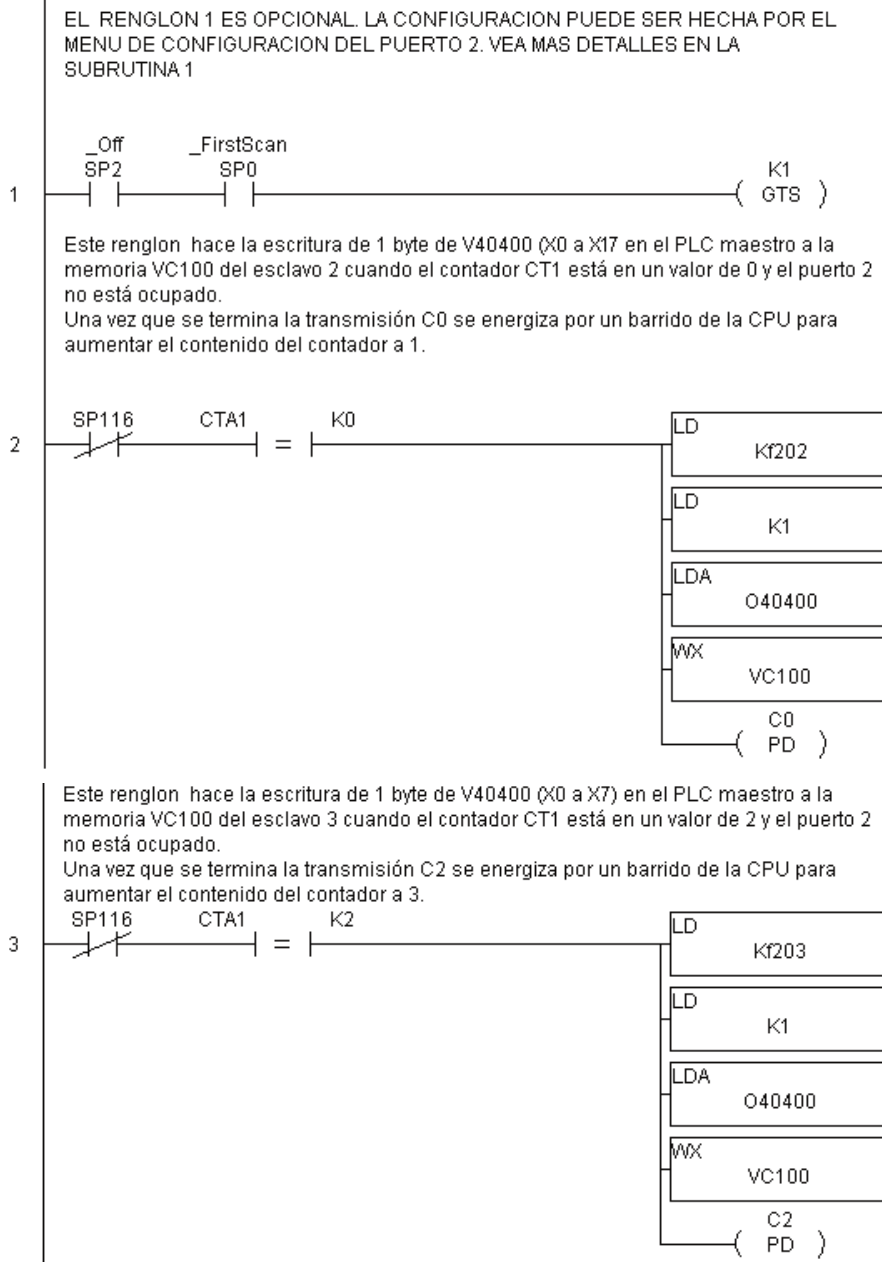 EL RENGLON 1 ES OPCIONAL. LA CONFIGURACION PUEDE SER HECHA POR EL
MENU DE CONFIGURACION DEL PUERTO 2. VEA MAS DETALLES EN LA
SUBRUTINA 1
_Off _FirstScan
SP2 SP0 K1
1 GTS
Este renglon hace la escritura de 1 byte de V40400 (X0 a X17 en el PLC maestro a la
memoria VC100 del esclavo 2 cuando el contador CT1 está en un valor de 0 y el puerto 2
no está ocupado.
Una vez que se termina la transmisión C0 se energiza por un barrido de la CPU para
aumentar el contenido del contador a 1.
SP116 CTA1 K0
2 =
LD
Kf202
LD
K1
LDA
O40400
WX
VC100
C0
PD
Este renglon hace la escritura de 1 byte de V40400 (X0 a X7) en el PLC maestro a la
memoria VC100 del esclavo 3 cuando el contador CT1 está en un valor de 2 y el puerto 2
no está ocupado.
Una vez que se termina la transmisión C2 se energiza por un barrido de la CPU para
aumentar el contenido del contador a 3.
SP116 CTA1 K2
3 =
LD
Kf203
LD
K1
LDA
O40400
WX
VC100
C2
PD